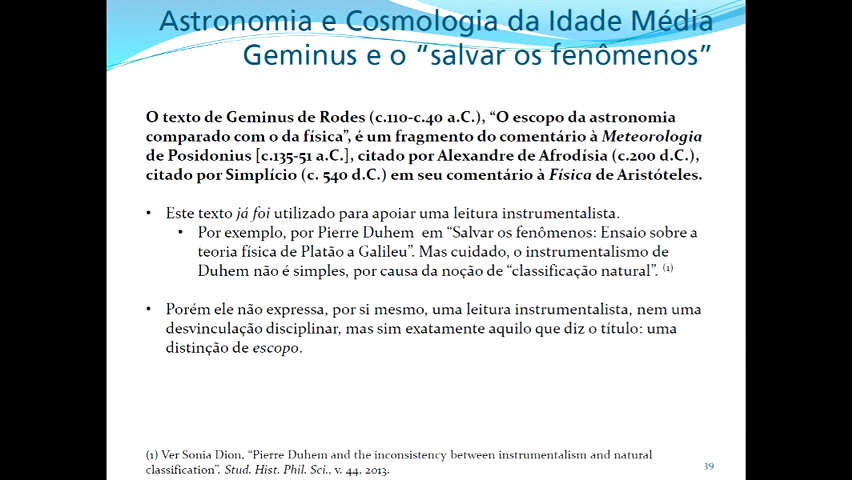 Astronomia e Cosmologia da Idade Média
Geminus e o “salvar os fenômenos”
O texto de Geminus de Rodes (c.110-c.40 a.C.), “O escopo da astronomia
comparado com o da física”, é um fragmento do comentário à Meteorologia
de Posidonius [c.135-51 a.C.], citado por Alexandre de Afrodísia (c.200 d.C.),
citado por Simplício (c. 540 d.C.) em seu comentário à Física de Aristóteles.
• Este texto já foi utilizado para apoiar uma leitura instrumentalista.
• Por exemplo, por Pierre Duhem em “Salvar os fenômenos: Ensaio sobre a
teoria física de Platão a Galileu”. Mas cuidado, o instrumentalismo de
Duhem não é simples, por causa da noção de “classificação natural”. (1)
• Porém ele não expressa, por si mesmo, uma leitura instrumentalista, nem uma
desvinculação disciplinar, mas sim exatamente aquilo que diz o título: uma
distinção de escopo.
(1) Ver Sonia Dion, “Pierre Duhem and the inconsistency between instrumentalism and natural
classification”, Stud. Hist. Phil. Sci., v. 44, 2013.
39